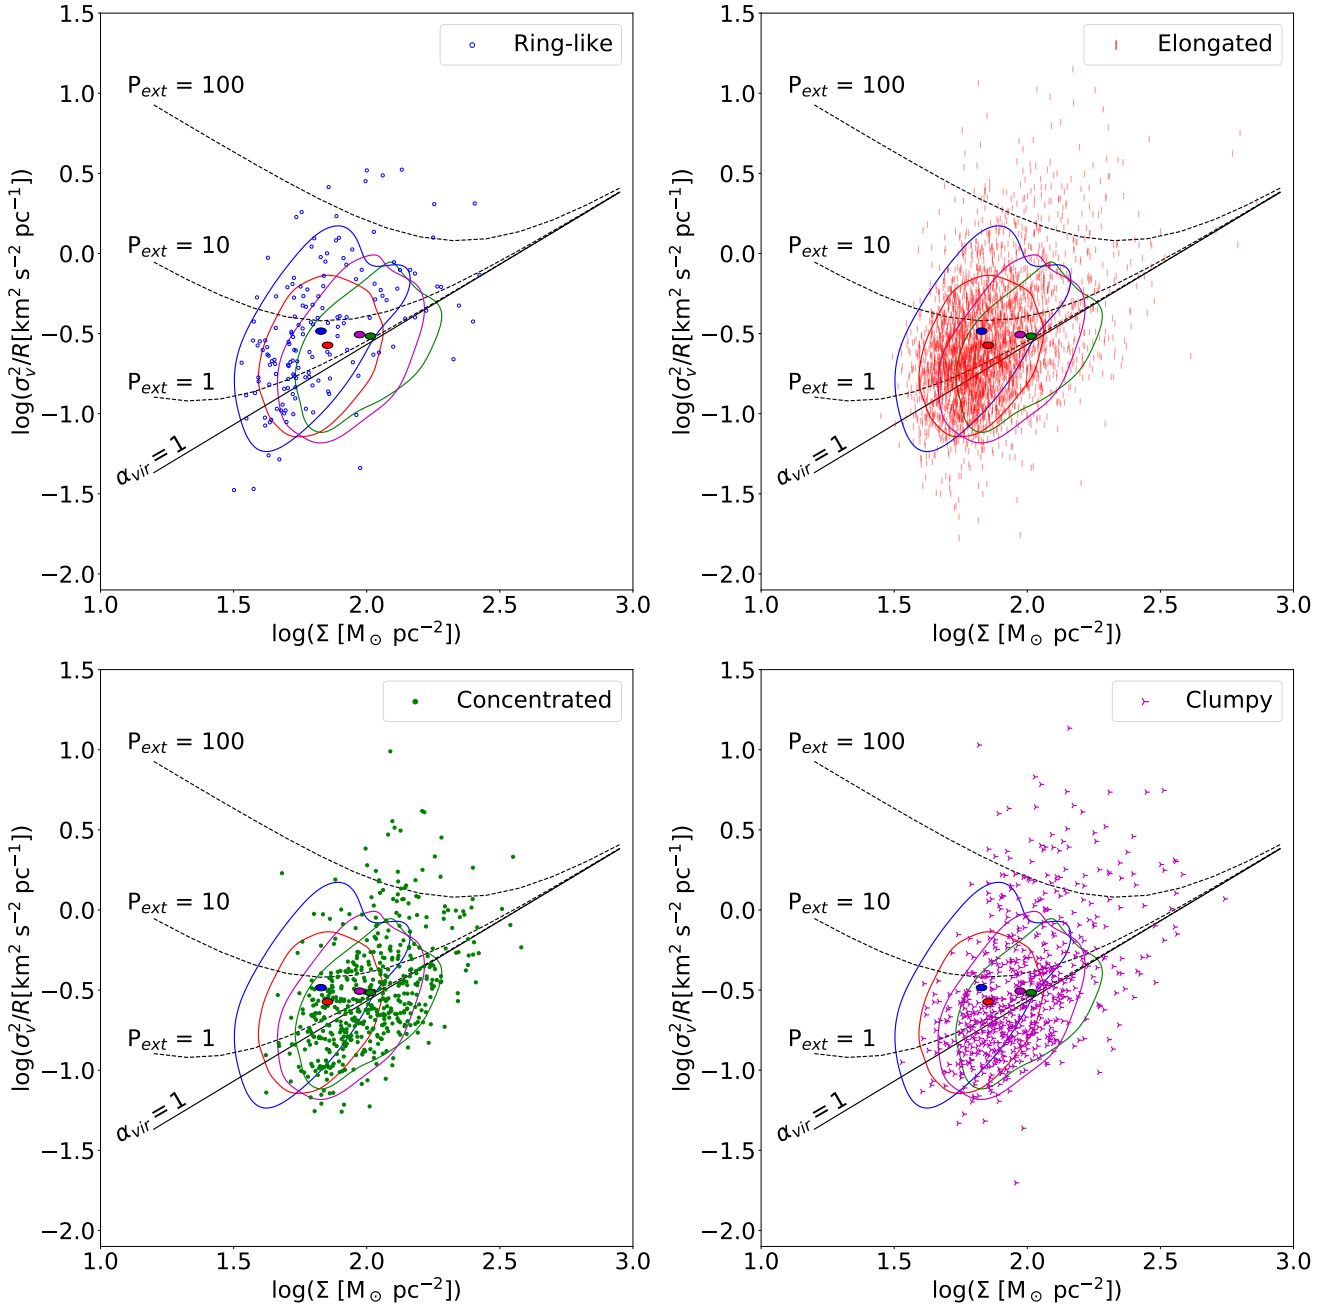 Ring-like
P_ext = 100
P_ext = 10
P_ext = 1
α_vir = 1
1.5
1.0
0.5
0.0
−0.5
−1.0
−1.5
−2.0
1.0 1.5 2.0 2.5 3.0
log(σ_v^2/R[km² s⁻² pc⁻¹])
log(Σ [M_⊙ pc⁻²])
Elongated
P_ext = 100
P_ext = 10
P_ext = 1
α_vir = 1
1.5
1.0
0.5
0.0
−0.5
−1.0
−1.5
−2.0
1.0 1.5 2.0 2.5 3.0
log(σ_v^2/R[km² s⁻² pc⁻¹])
log(Σ [M_⊙ pc⁻²])
Concentrated
P_ext = 100
P_ext = 10
P_ext = 1
α_vir = 1
1.5
1.0
0.5
0.0
−0.5
−1.0
−1.5
−2.0
1.0 1.5 2.0 2.5 3.0
log(σ_v^2/R[km² s⁻² pc⁻¹])
log(Σ [M_⊙ pc⁻²])
Clumpy
P_ext = 100
P_ext = 10
P_ext = 1
α_vir = 1
1.5
1.0
0.5
0.0
−0.5
−1.0
−1.5
−2.0
1.0 1.5 2.0 2.5 3.0
log(σ_v^2/R[km² s⁻² pc⁻¹])
log(Σ [M_⊙ pc⁻²])